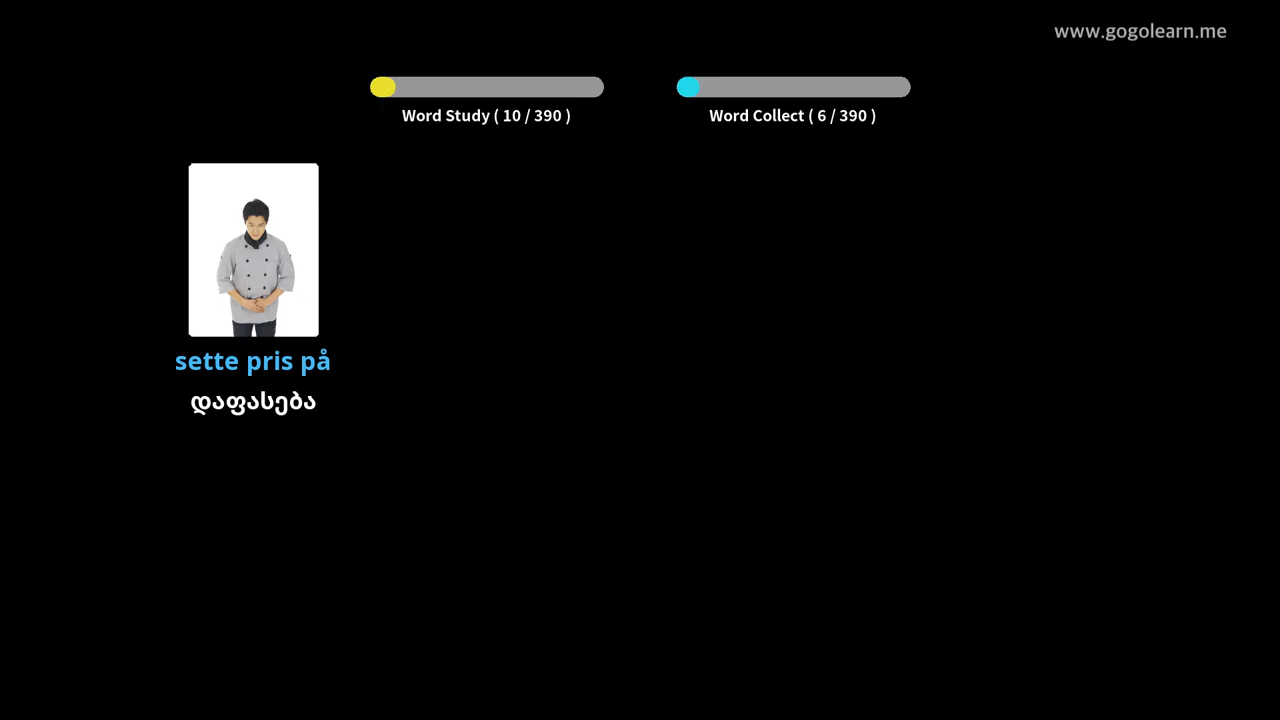 www.gogolearn.me
Word Study ( 10 / 390 )
Word Collect ( 6 / 390 )
sette pris på
დაფასება